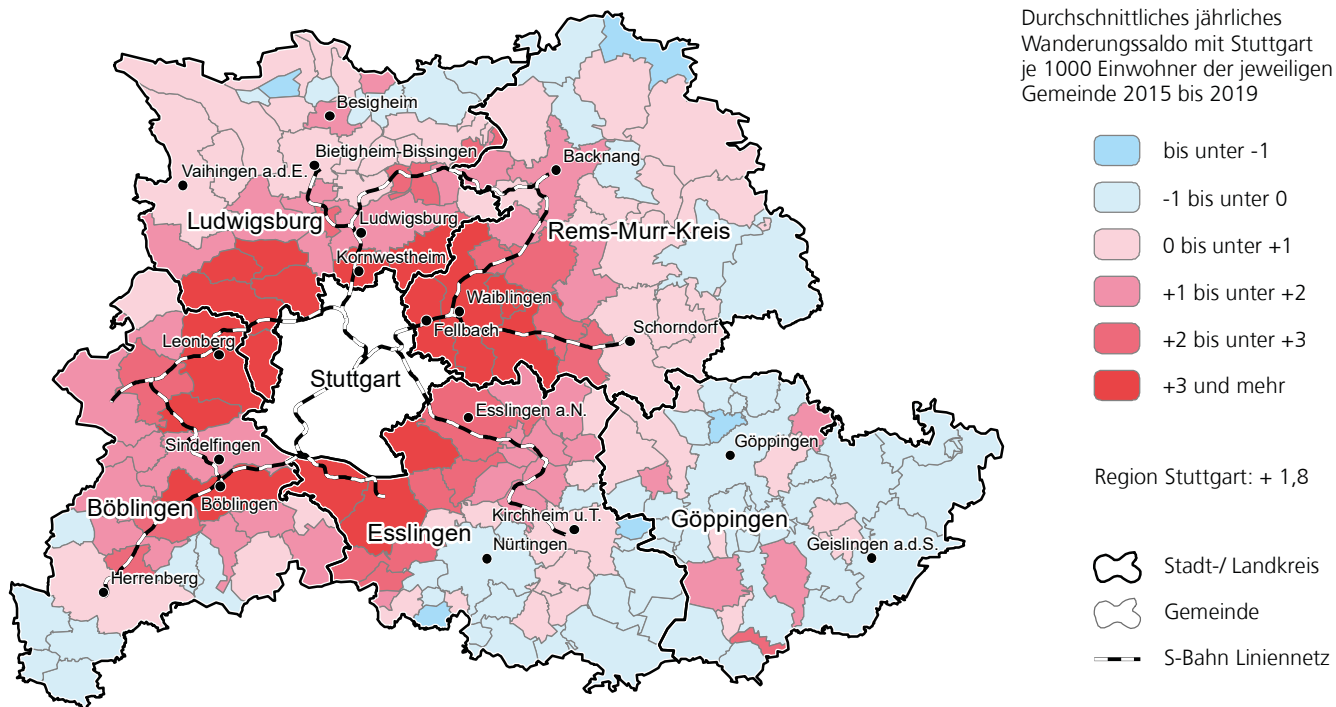 Durchschnittliches jährliches
Wanderungssaldo mit Stuttgart
je 1000 Einwohner der jeweiligen
Gemeinde 2015 bis 2019
bis unter -1
-1 bis unter 0
0 bis unter +1
+1 bis unter +2
+2 bis unter +3
+3 und mehr
Region Stuttgart: + 1,8
Stadt-/ Landkreis
Gemeinde
S-Bahn Liniennetz
Besigheim
Bietigheim-Bissingen
Backnang
Vaihingen a.d.E.
Ludwigsburg
Ludwigsburg
Rems-Murr-Kreis
Kornwestheim
Waiblingen
Fellbach
Schorndorf
Leonberg
Stuttgart
Esslingen a.N.
Sindelfingen
Göppingen
Böblingen
Böblingen
Esslingen
Kirchheim u.T.
Göppingen
Nürtingen
Geislingen a.d.S.
Herrenberg